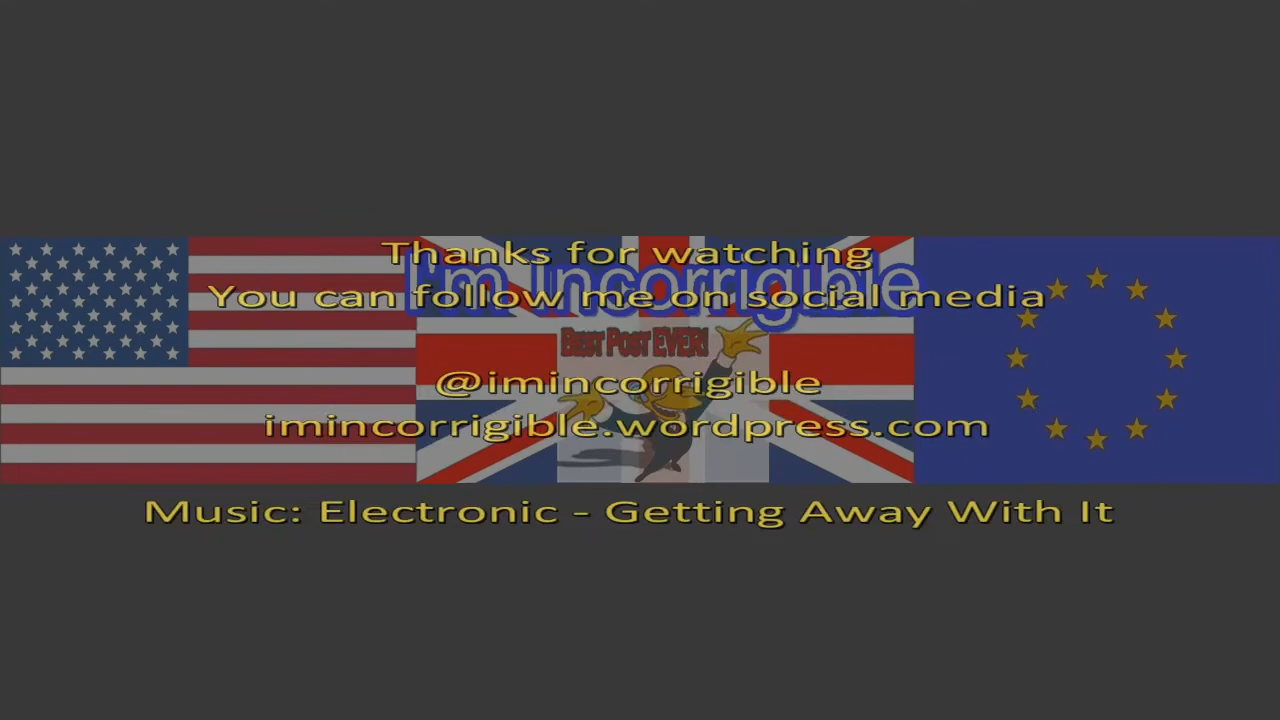 Thanks for watching
I'm incorrigible
You can follow me on social media
BEST POST EVER!
@imincorrigible
imincorrigible.wordpress.com
Music: Electronic - Getting Away With It